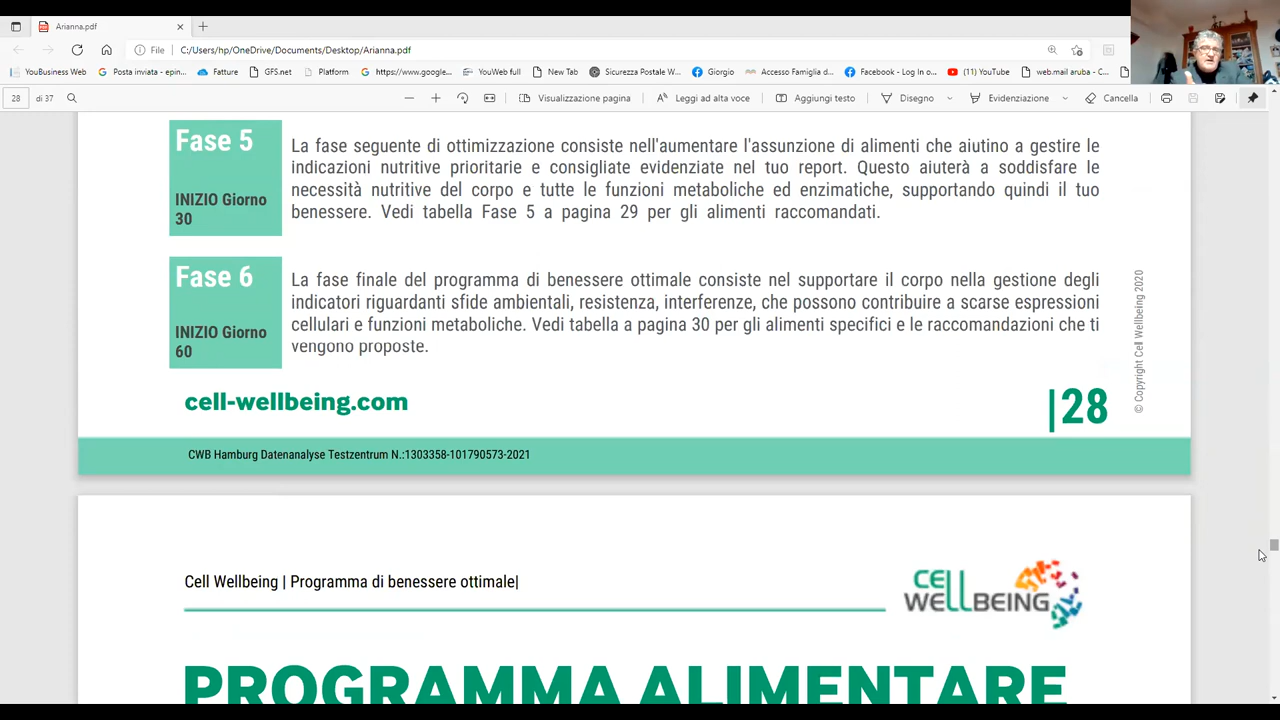 Arianna.pdf
File C:/Users/hp/OneDrive/Documents/Desktop/Arianna.pdf
YouBusiness Web Posta inviata - epin... Fatture GFS.net Platform https://www.google... YouWeb full New Tab Sicurezza Postale W... Giorgio Accesso Famiglia d... Facebook - Log In o... (11) YouTube web.mail aruba - C...
28 di 37 Visualizzazione pagina Leggi ad alta voce Aggiungi testo Disegno Evidenziazione Cancella
Fase 5
INIZIO Giorno
30
La fase seguente di ottimizzazione consiste nell'aumentare l'assunzione di alimenti che aiutino a gestire le
indicazioni nutritive prioritarie e consigliate evidenziate nel tuo report. Questo aiuterà a soddisfare le
necessità nutritive del corpo e tutte le funzioni metaboliche ed enzimatiche, supportando quindi il tuo
benessere. Vedi tabella Fase 5 a pagina 29 per gli alimenti raccomandati.
Fase 6
INIZIO Giorno
60
La fase finale del programma di benessere ottimale consiste nel supportare il corpo nella gestione degli
indicatori riguardanti sfide ambientali, resistenza, interferenze, che possono contribuire a scarse espressioni
cellulari e funzioni metaboliche. Vedi tabella a pagina 30 per gli alimenti specifici e le raccomandazioni che ti
vengono proposte.
© Copyright Cell Wellbeing 2020
cell-wellbeing.com
|28
CWB Hamburg Datenanalyse Testzentrum N.:1303358-101790573-2021
Cell Wellbeing | Programma di benessere ottimale|
CELL
WELLBEING
PROGRAMMA ALIMENTARE